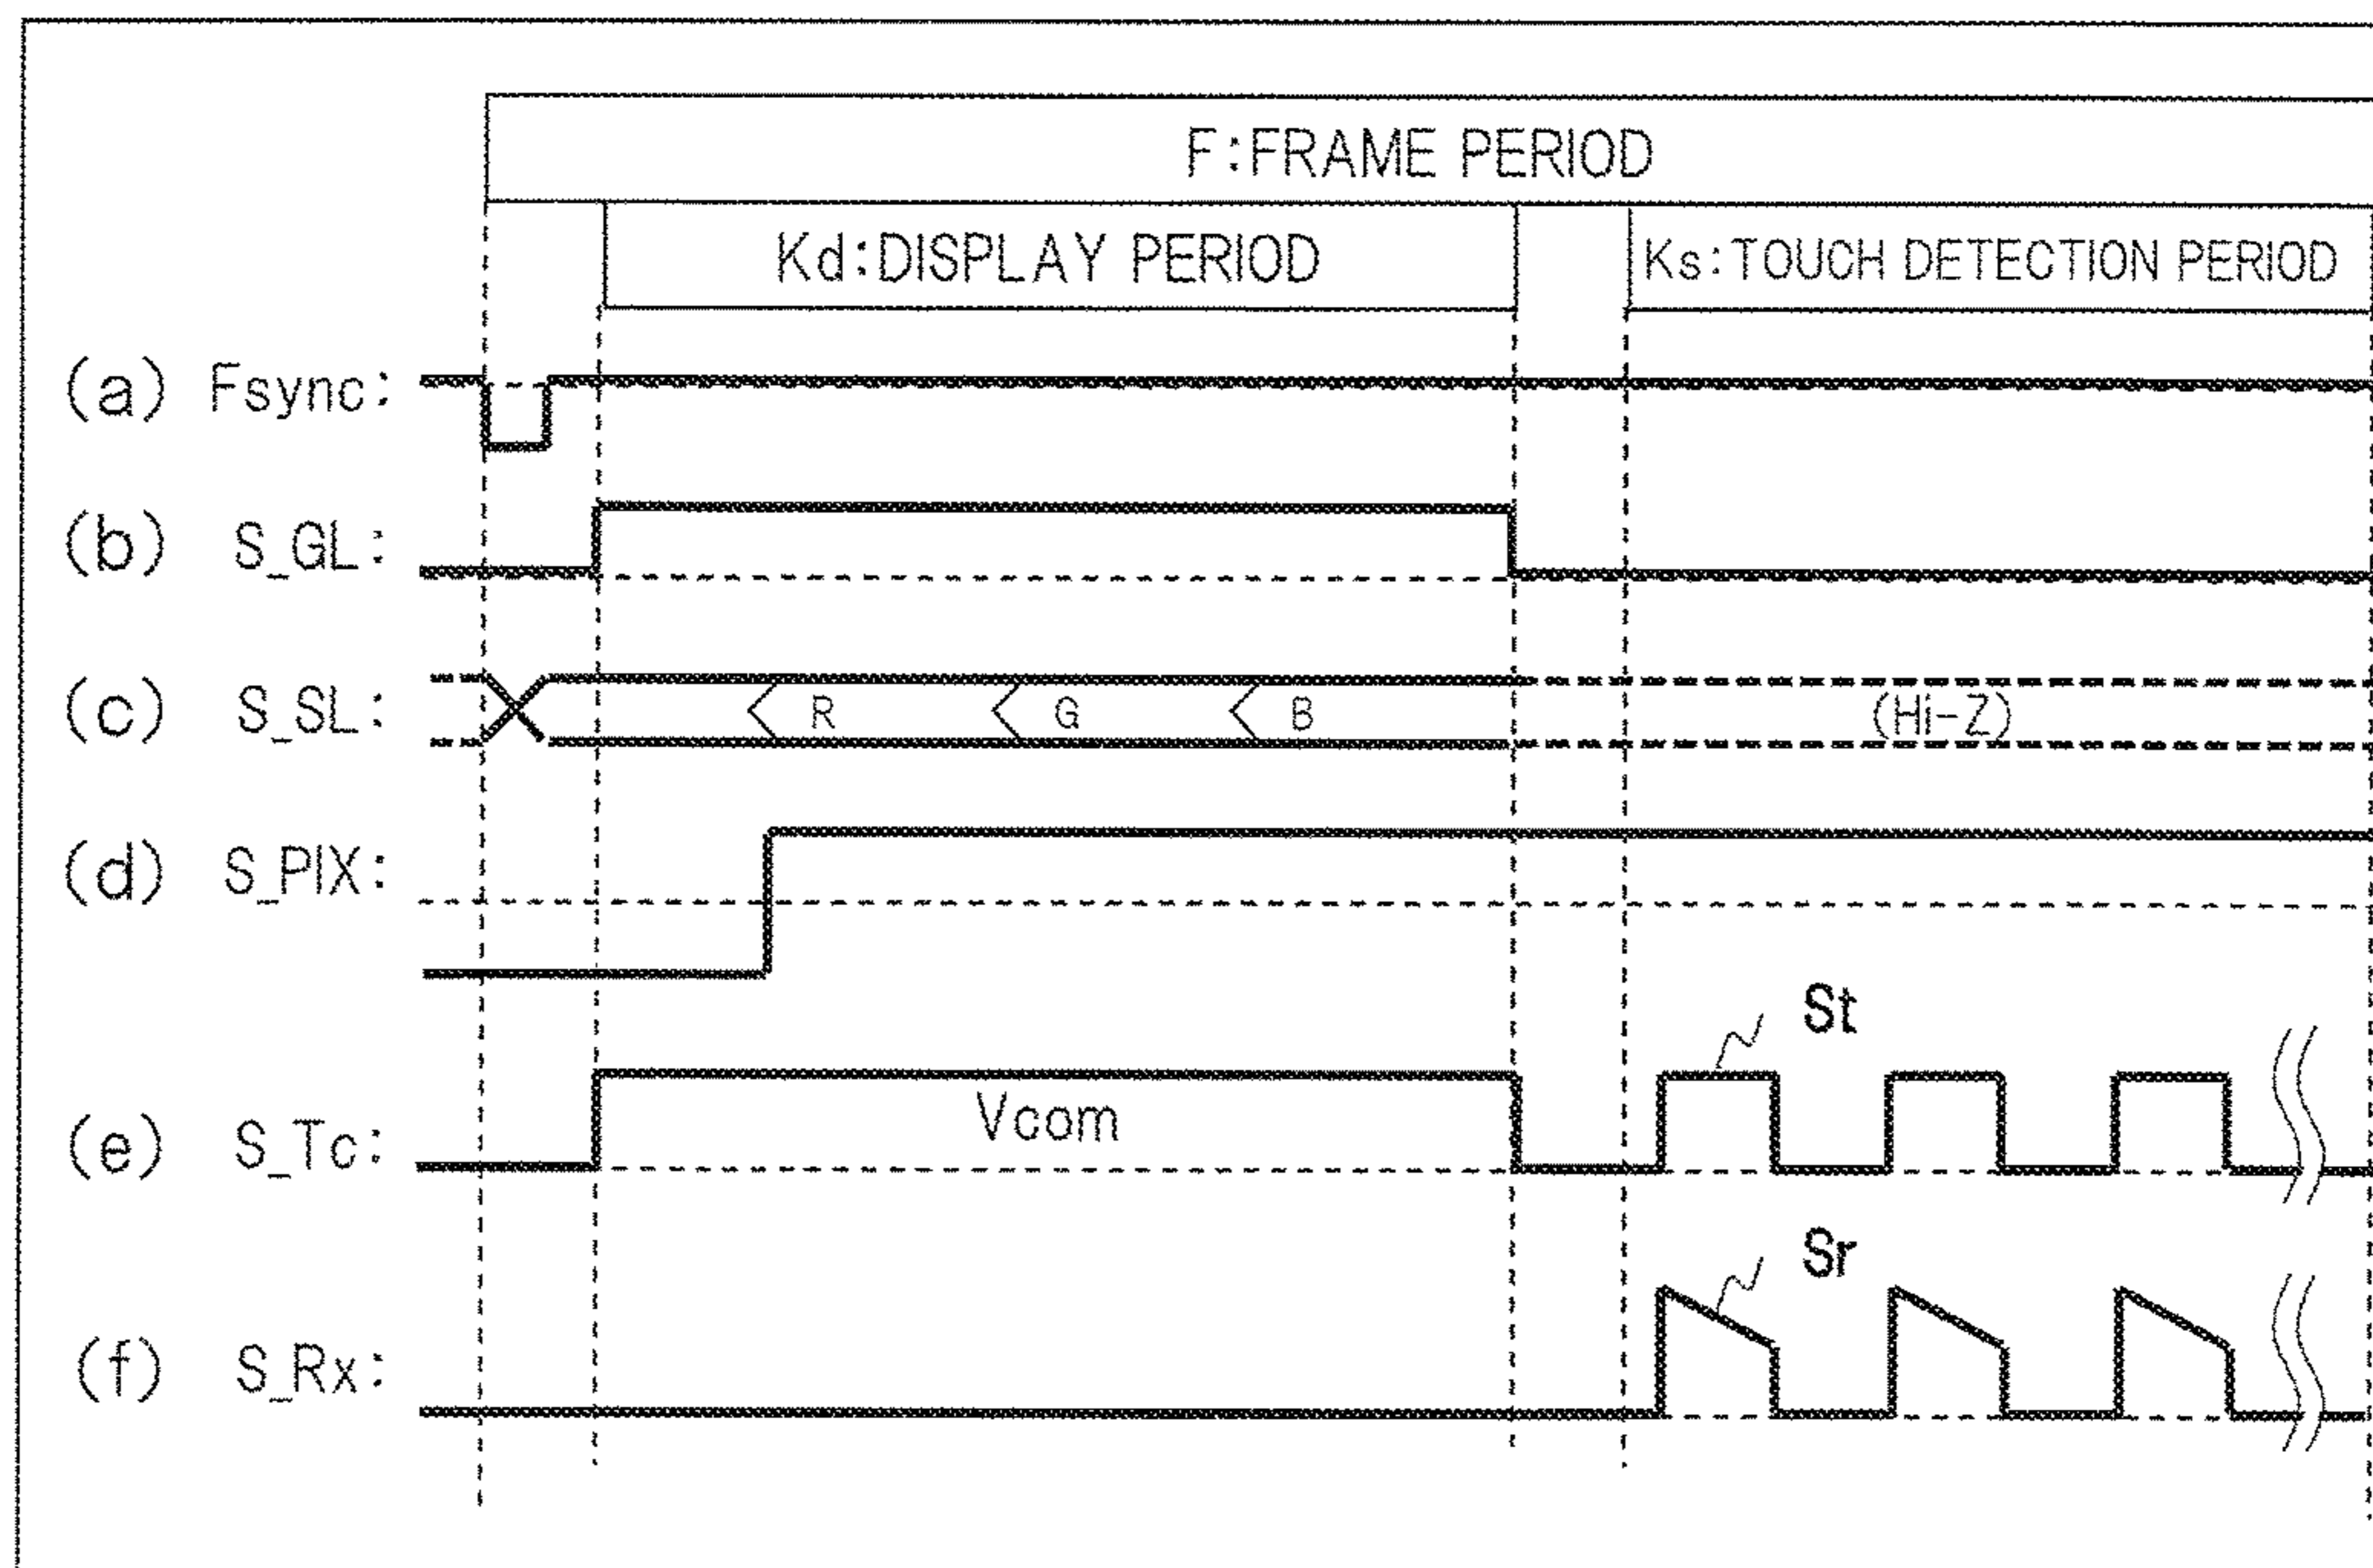 F:FRAME PERIOD
Kd:DISPLAY PERIOD
Ks:TOUCH DETECTION PERIOD
(a) Fsync:
(b) S_GL:
(c) S_SL:
R
G
B
(Hi-Z)
(d) S_PIX:
St
(e) S_Tc:
Vcom
Sr
(f) S_Rx: